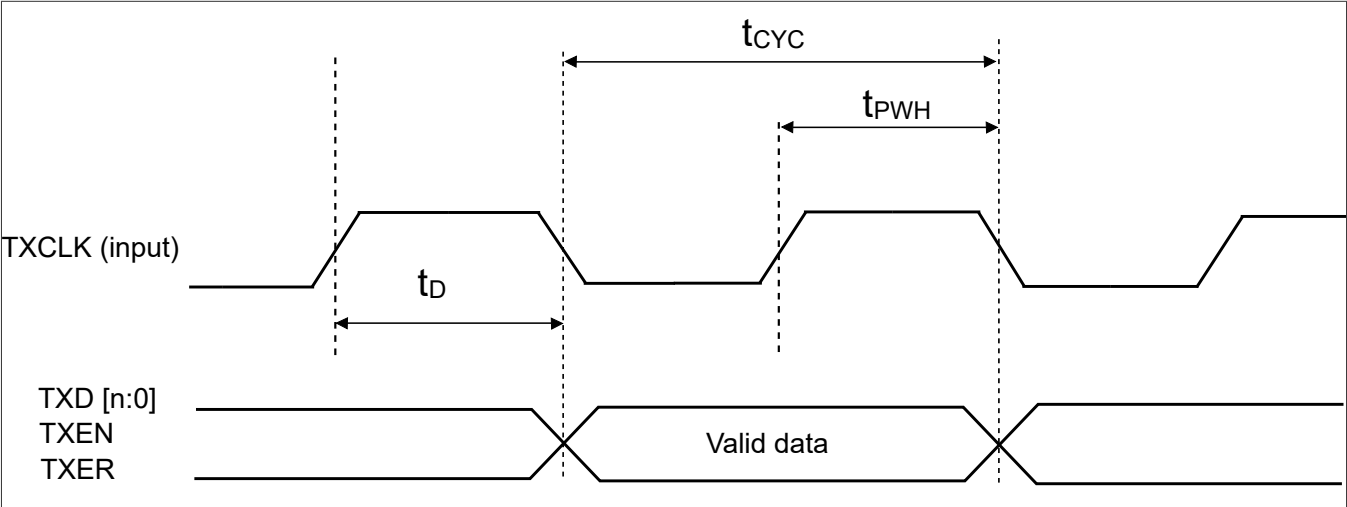 tCYC
tPWH
TXCLK (input)
tD
TXD [n:0]
TXEN
Valid data
TXER